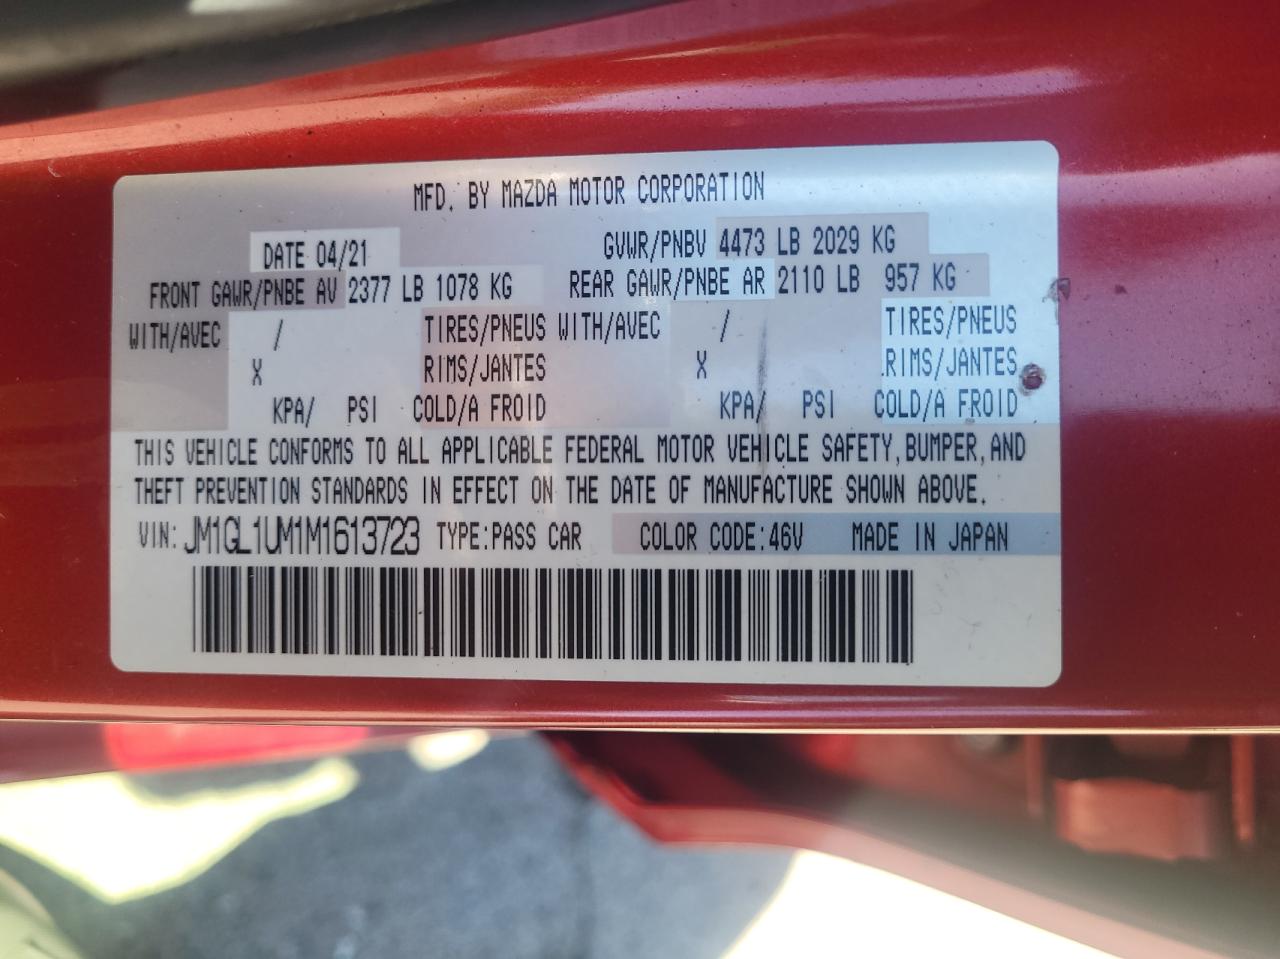 MFD. BY MAZDA MOTOR CORPORATION
DATE 04/21 GVWR/PNBV 4473 LB 2029 KG
FRONT GAWR/PNBE AV 2377 LB 1078 KG REAR GAWR/PNBE AR 2110 LB 957 KG
WITH/AVEC / TIRES/PNEUS WITH/AVEC / TIRES/PNEUS
X RIMS/JANTES X RIMS/JANTES
KPA/ PSI COLD/A FROID KPA/ PSI COLD/A FROID
THIS VEHICLE CONFORMS TO ALL APPLICABLE FEDERAL MOTOR VEHICLE SAFETY, BUMPER, AND
THEFT PREVENTION STANDARDS IN EFFECT ON THE DATE OF MANUFACTURE SHOWN ABOVE.
VIN: JM1GL1UM1M1613723 TYPE:PASS CAR COLOR CODE:46V MADE IN JAPAN